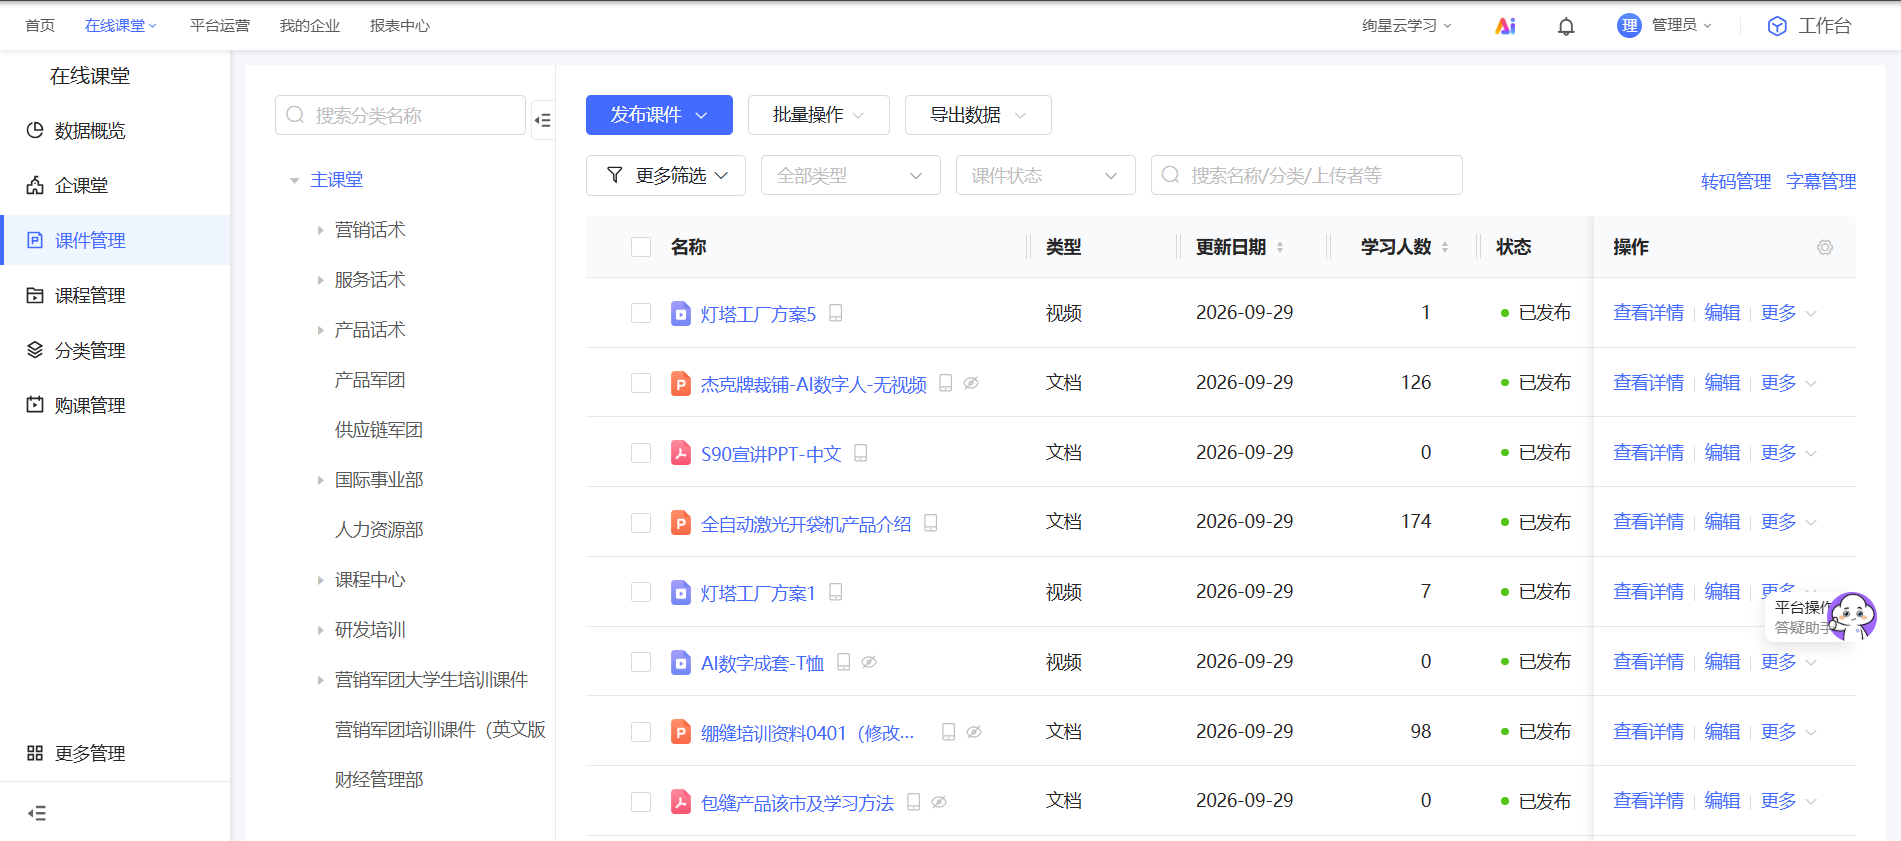 首页 在线课堂 平台运营 我的企业 报表中心 绚星云学习 Ai 理 管理员 工作台
在线课堂
数据概览
企课堂
课件管理
课程管理
分类管理
购课管理
更多管理
搜索分类名称
主课堂
营销话术
服务话术
产品话术
产品军团
供应链军团
国际事业部
人力资源部
课程中心
研发培训
营销军团大学生培训课件
营销军团培训课件（英文版
财经管理部
发布课件 批量操作 导出数据
更多筛选 全部类型 课件状态 搜索名称/分类/上传者等 转码管理 字幕管理
名称 类型 更新日期 学习人数 状态 操作
灯塔工厂方案5 视频 2026-09-29 1 已发布 查看详情 编辑 更多
P 杰克牌裁铺-AI数字人-无视频 文档 2026-09-29 126 已发布 查看详情 编辑 更多
S90宣讲PPT-中文 文档 2026-09-29 0 已发布 查看详情 编辑 更多
P 全自动激光开袋机产品介绍 文档 2026-09-29 174 已发布 查看详情 编辑 更多
灯塔工厂方案1 视频 2026-09-29 7 已发布 查看详情 编辑 更多
平台操作
答疑助手
AI数字成套-T恤 视频 2026-09-29 0 已发布 查看详情 编辑 更多
P 绷缝培训资料0401（修改... 文档 2026-09-29 98 已发布 查看详情 编辑 更多
包缝产品该市及学习方法 文档 2026-09-29 0 已发布 查看详情 编辑 更多